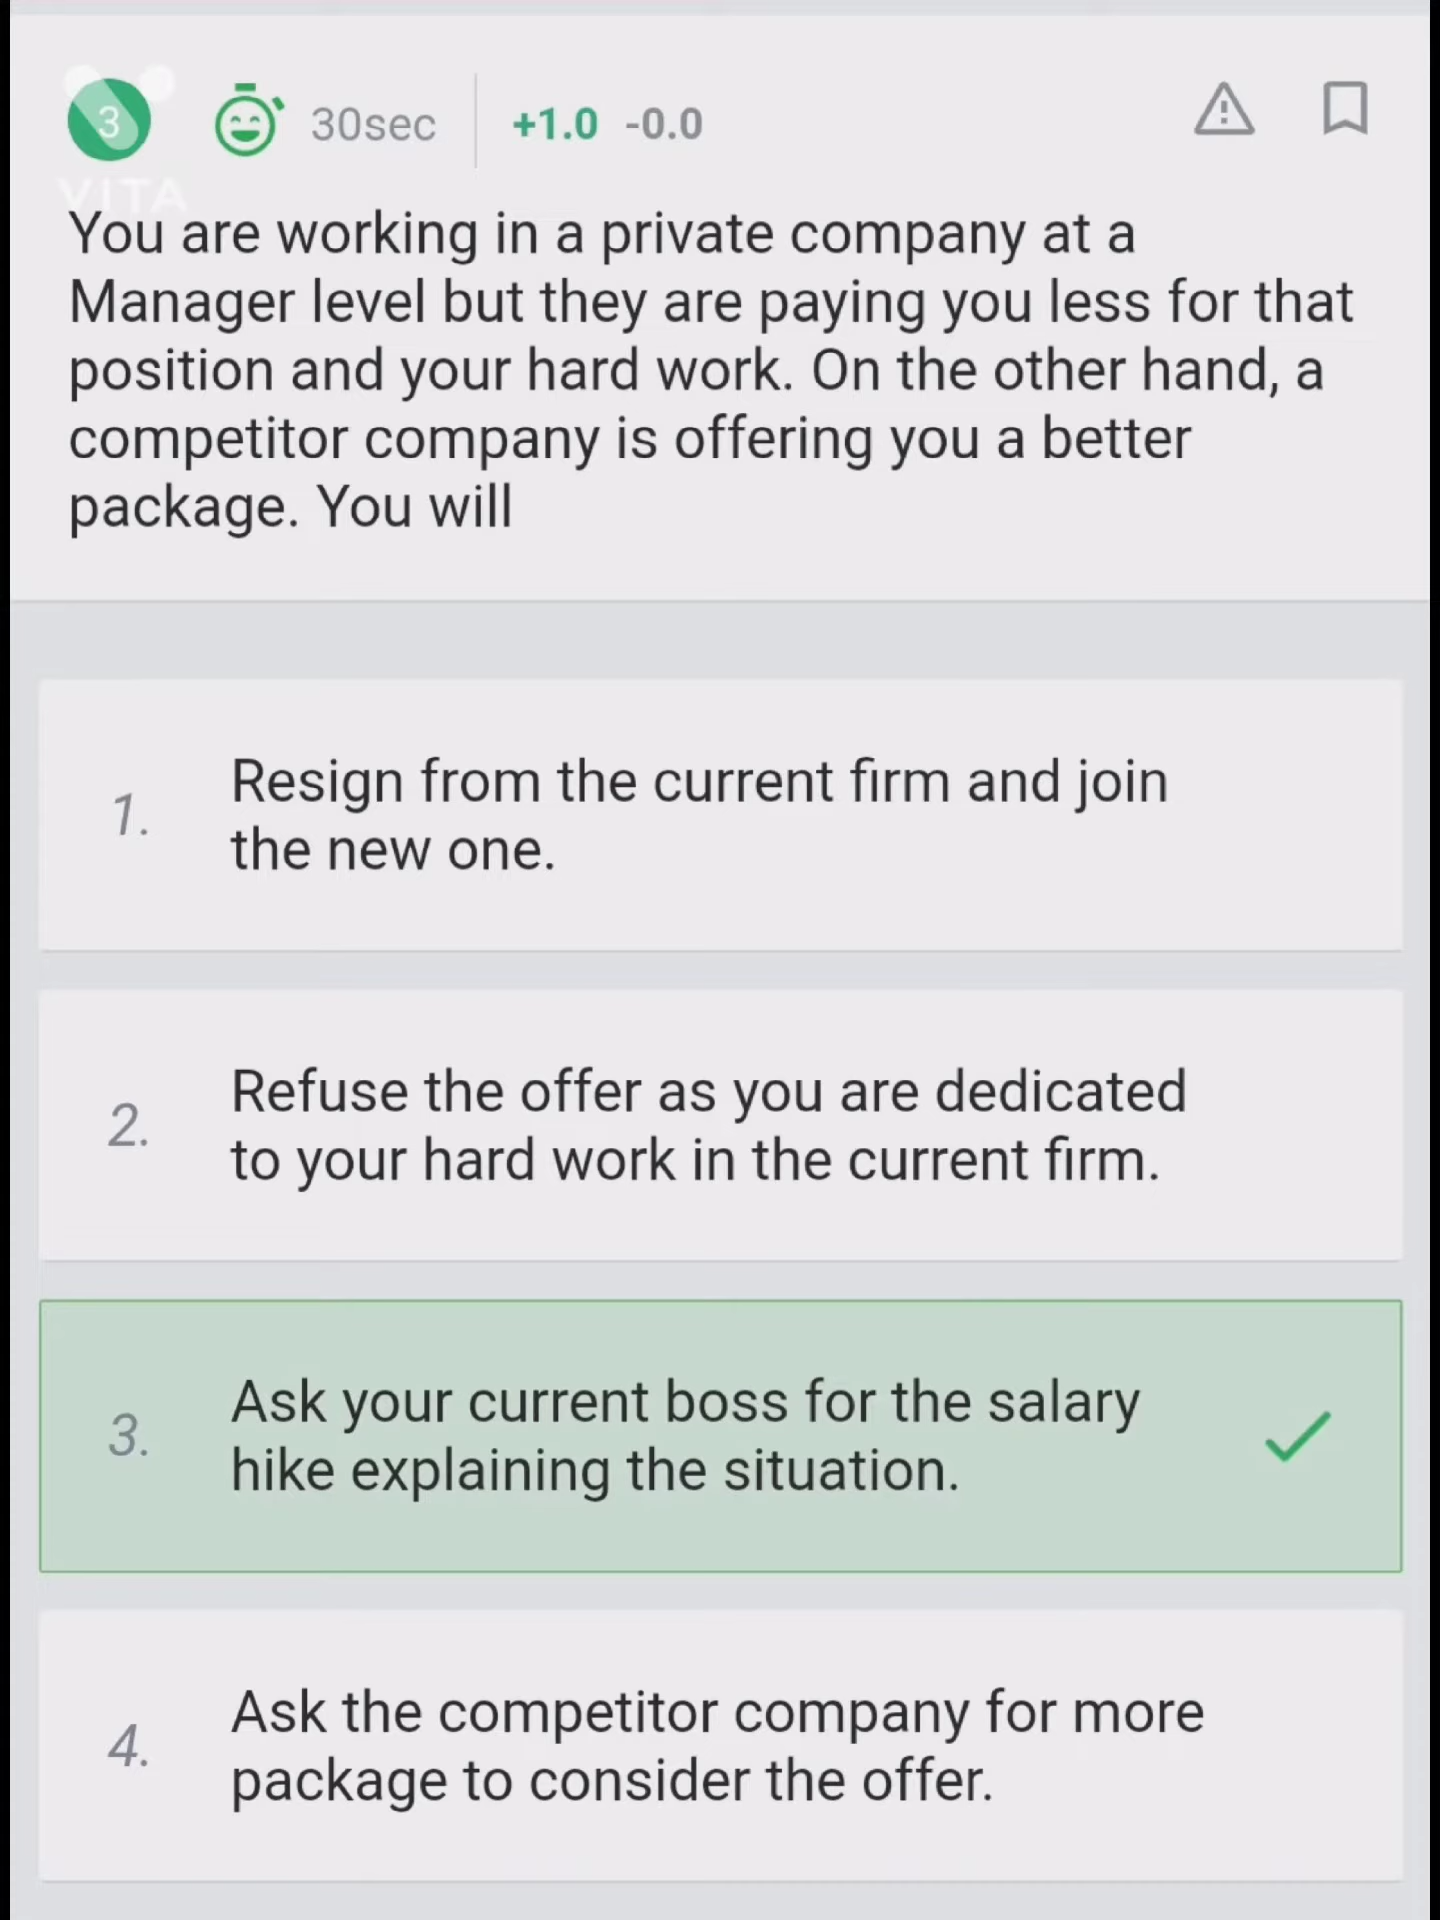 3 30sec +1.0 -0.0
VITA
You are working in a private company at a
Manager level but they are paying you less for that
position and your hard work. On the other hand, a
competitor company is offering you a better
package. You will
1. Resign from the current firm and join
the new one.
2. Refuse the offer as you are dedicated
to your hard work in the current firm.
3. Ask your current boss for the salary
hike explaining the situation.
4. Ask the competitor company for more
package to consider the offer.